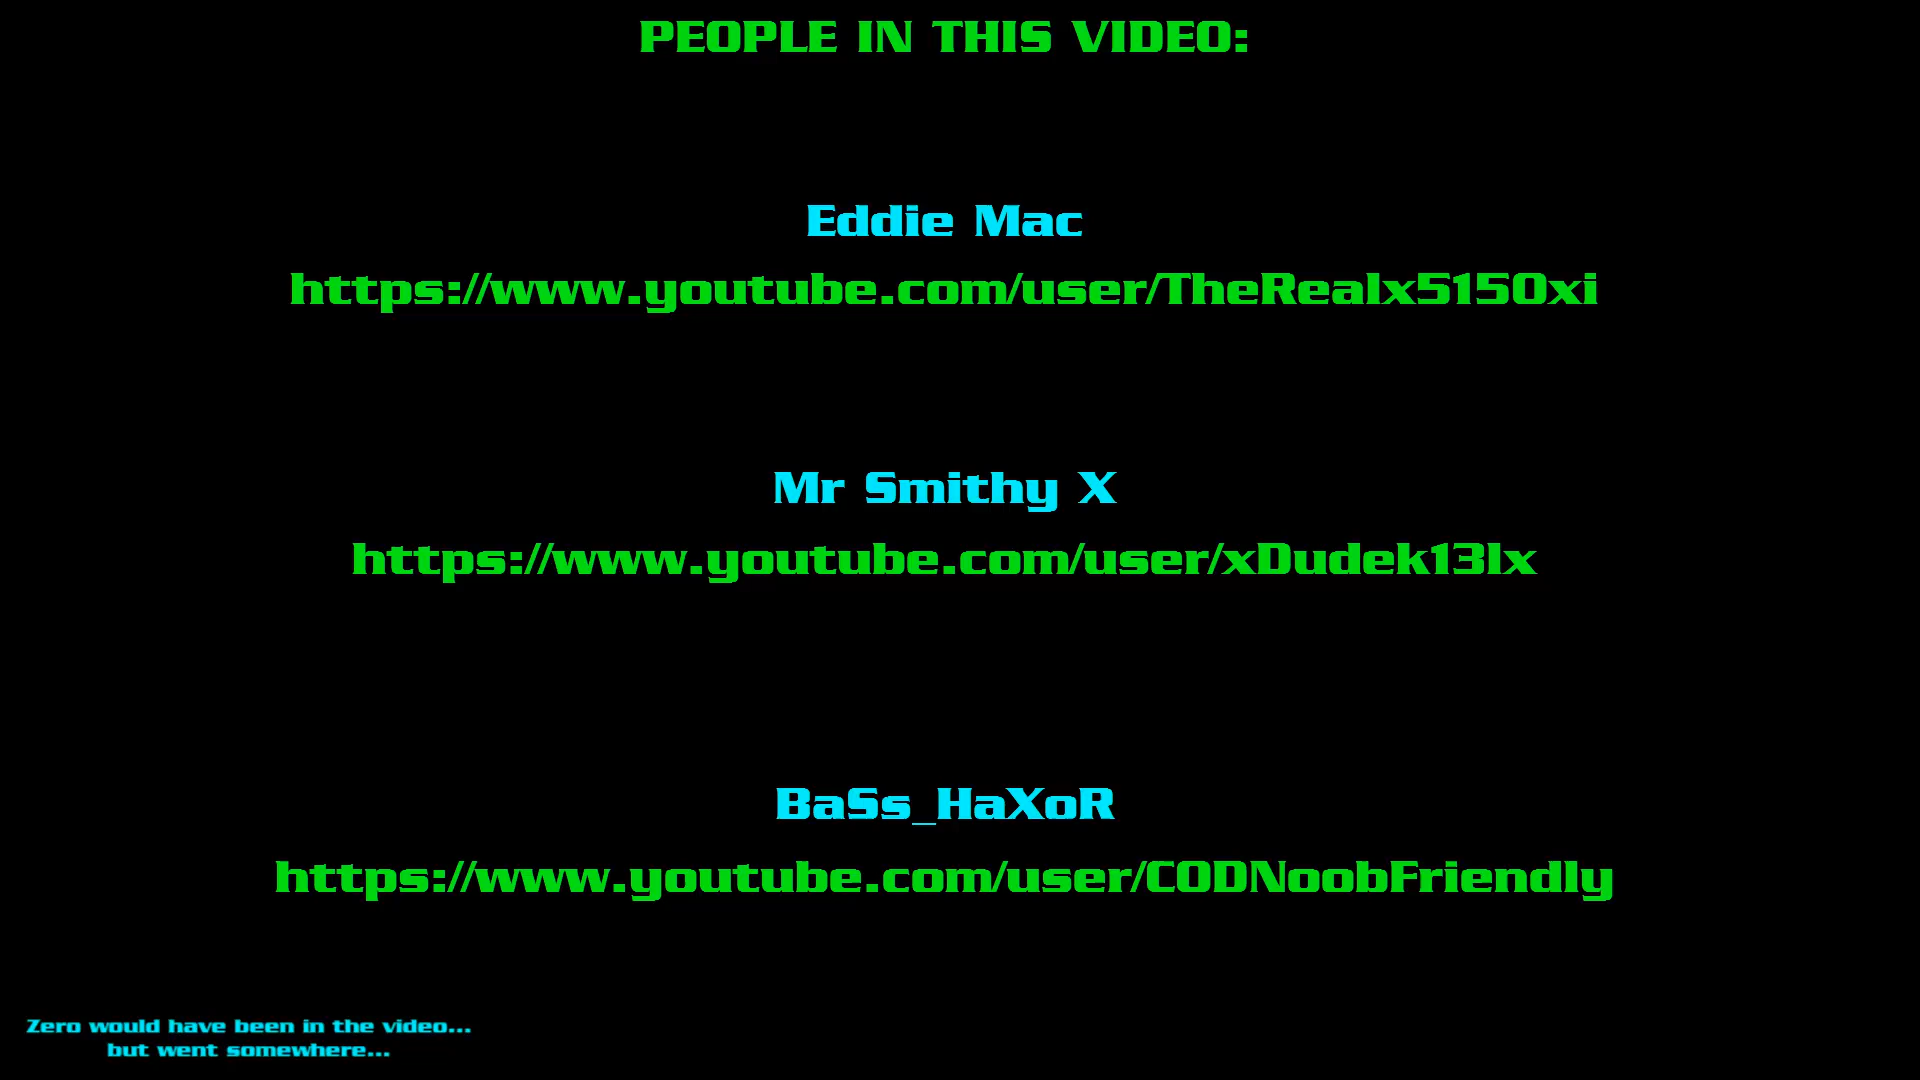 PEOPLE IN THIS VIDEO:
Eddie Mac
https://www.youtube.com/user/TheRealx5150xi
Mr Smithy X
https://www.youtube.com/user/xDudek13lx
BaSs_HaXoR
https://www.youtube.com/user/CODNoobFriendly
Zero would have been in the video...
but went somewhere...